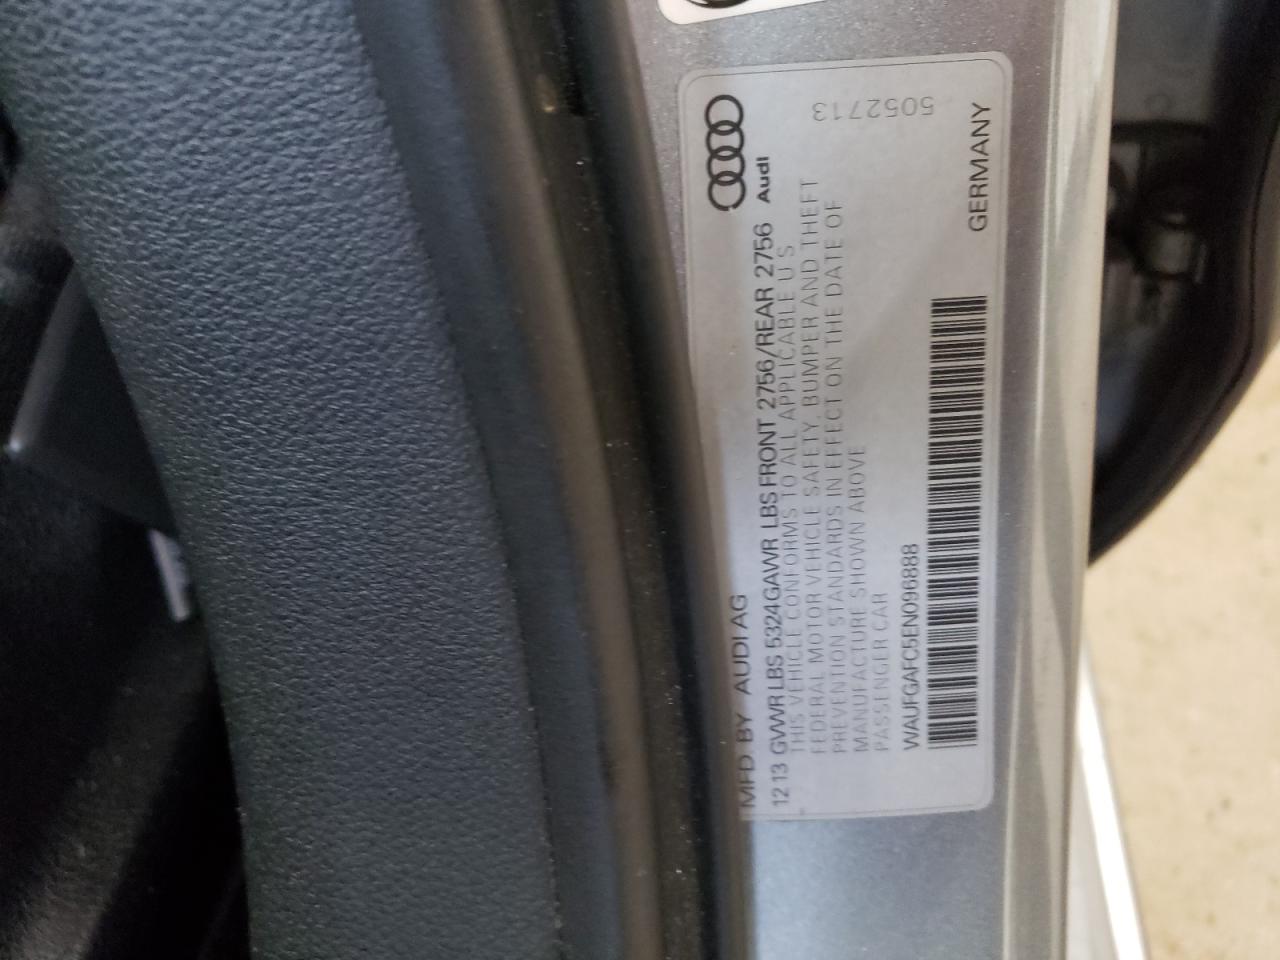 MFD BY AUDI AG
12 13 GVWR LBS 5324 GAWR LBS FRONT 2756/REAR 2756
THIS VEHICLE CONFORMS TO ALL APPLICABLE U S
FEDERAL MOTOR VEHICLE SAFETY, BUMPER AND THEFT
PREVENTION STANDARDS IN EFFECT ON THE DATE OF
MANUFACTURE SHOWN ABOVE
PASSENGER CAR
WAUFGAFC5EN096888
Audi
5052713
GERMANY